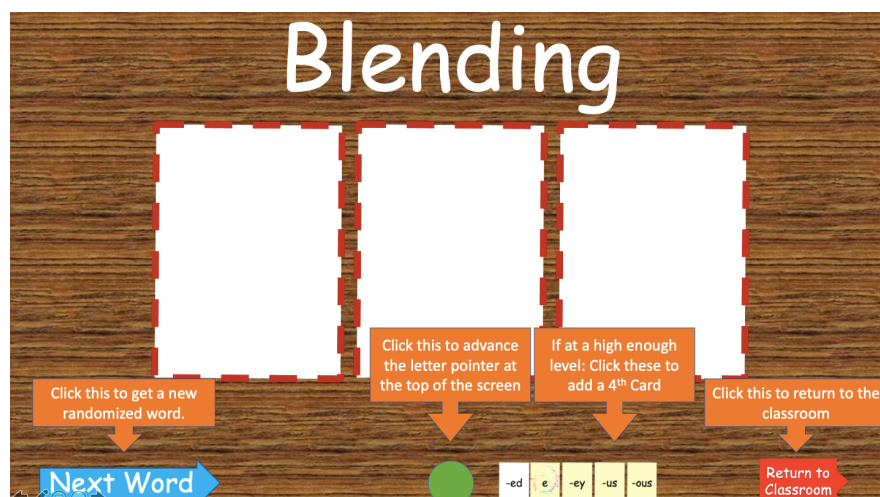 Blending
Click this to advance
the letter pointer at
the top of the screen
If at a high enough
level: Click these to
add a 4th Card
Click this to get a new
randomized word.
Click this to return to the
classroom
Next Word
-ed
e
-ey
-us
-ous
Return to
Classroom